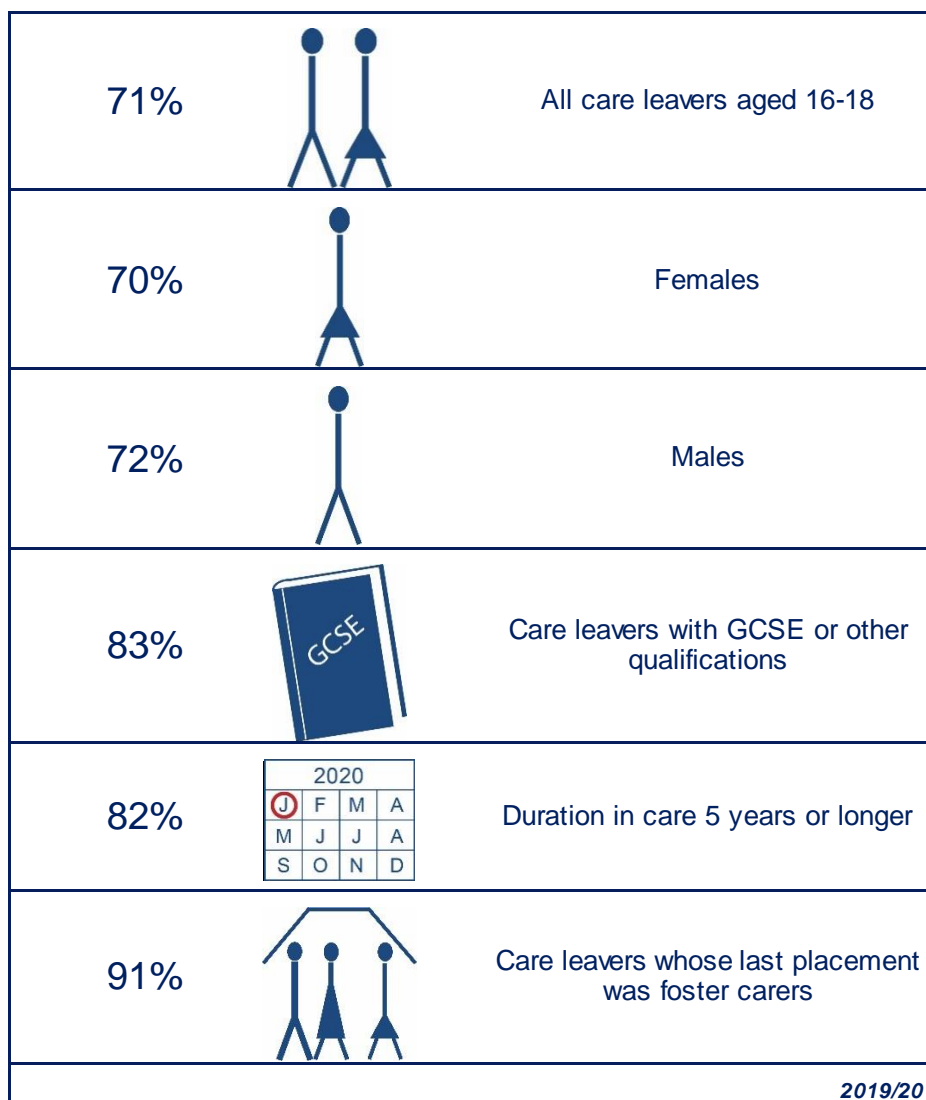 71%
All care leavers aged 16-18
70%
Females
72%
Males
83%
GCSE
Care leavers with GCSE or other
qualifications
82%
2020
J F M A
M J J A
S O N D
Duration in care 5 years or longer
91%
Care leavers whose last placement
was foster carers
2019/20